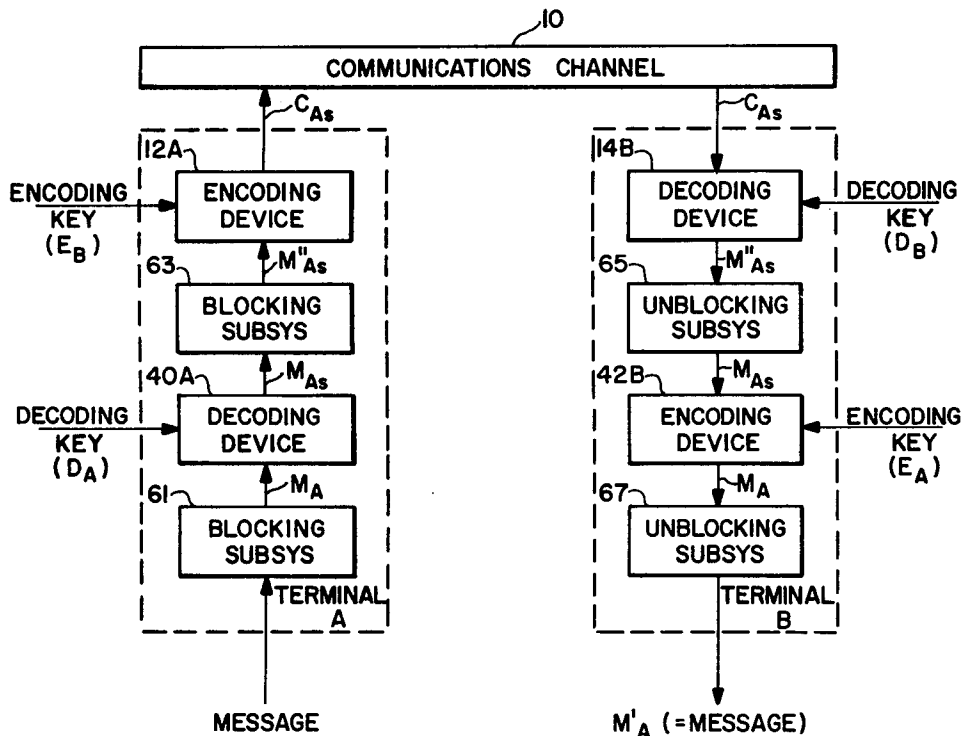 10
COMMUNICATIONS CHANNEL
C_As
C_As
12A
ENCODING
DEVICE
ENCODING
KEY
(E_B)
M"_As
63
BLOCKING
SUBSYS
M_As
40A
DECODING
DEVICE
DECODING
KEY
(D_A)
M_A
61
BLOCKING
SUBSYS
TERMINAL
A
MESSAGE
14B
DECODING
DEVICE
DECODING
KEY
(D_B)
M"_As
65
UNBLOCKING
SUBSYS
M_As
42B
ENCODING
DEVICE
ENCODING
KEY
(E_A)
M_A
67
UNBLOCKING
SUBSYS
TERMINAL
B
M'_A (=MESSAGE)